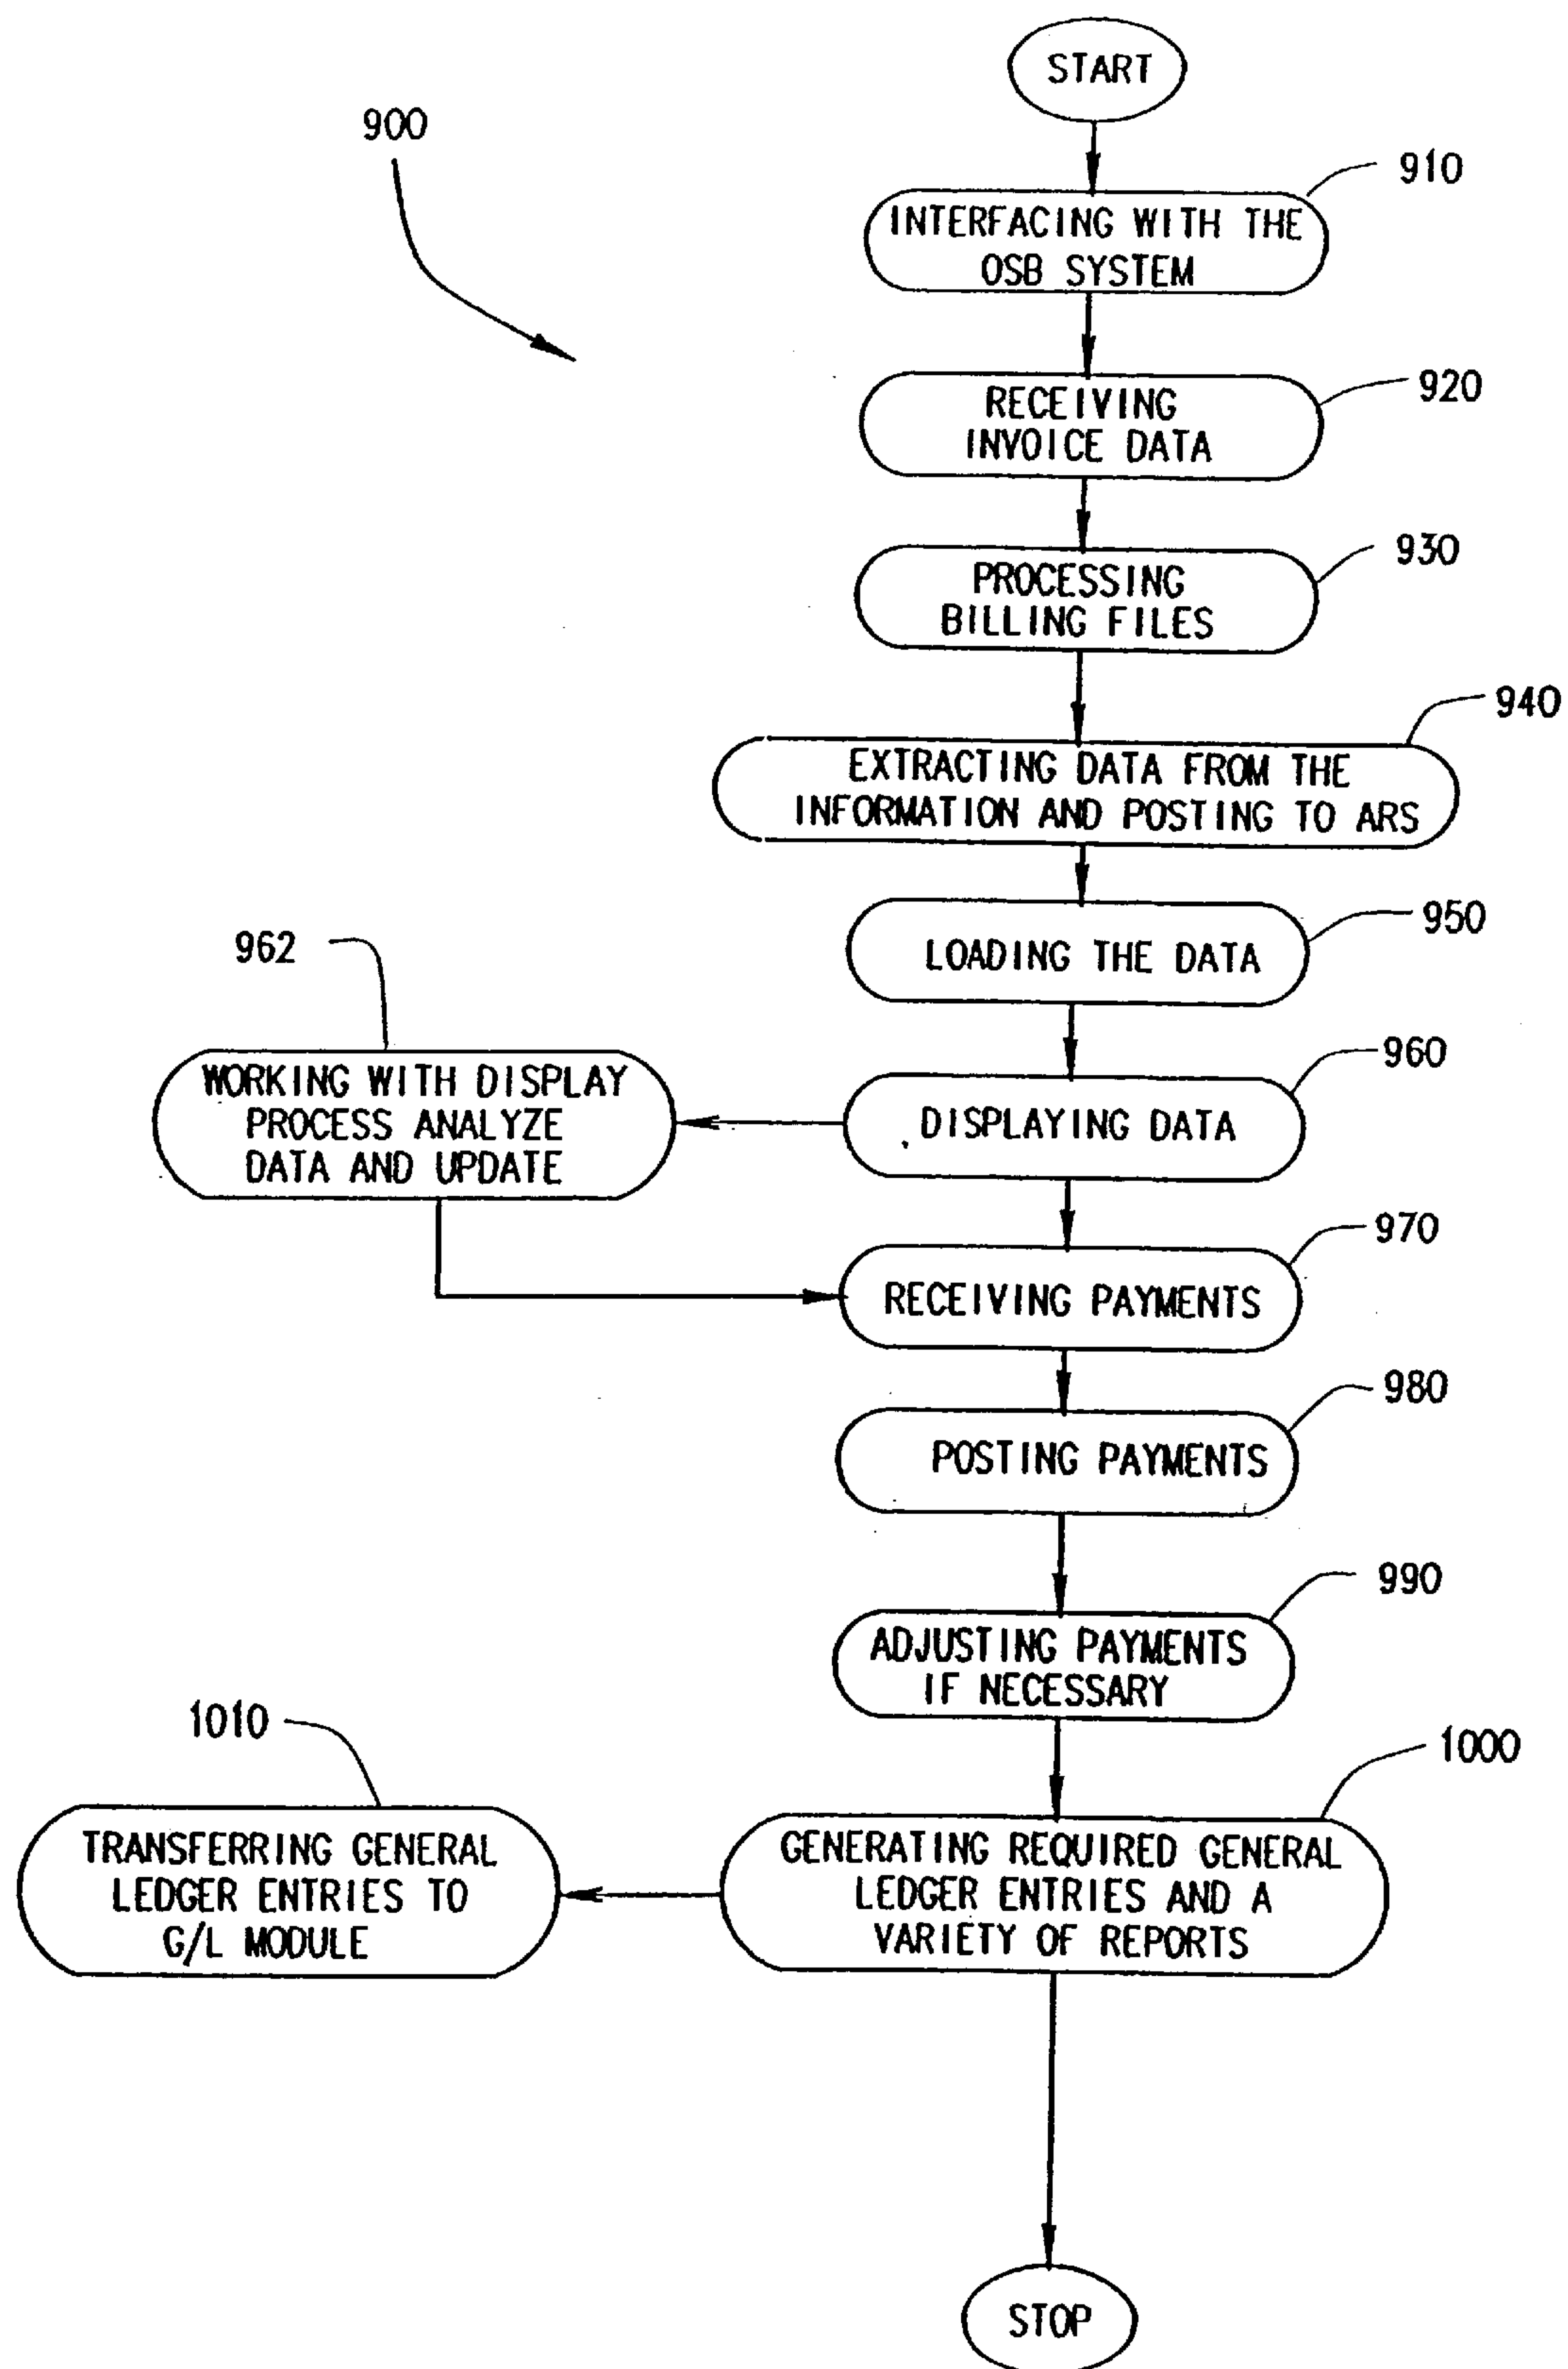 START
900
910
INTERFACING WITH THE
OSB SYSTEM
920
RECEIVING
INVOICE DATA
930
PROCESSING
BILLING FILES
940
EXTRACTING DATA FROM THE
INFORMATION AND POSTING TO ARS
950
LOADING THE DATA
962
WORKING WITH DISPLAY
PROCESS ANALYZE
DATA AND UPDATE
960
DISPLAYING DATA
970
RECEIVING PAYMENTS
980
POSTING PAYMENTS
990
ADJUSTING PAYMENTS
IF NECESSARY
1010
TRANSFERRING GENERAL
LEDGER ENTRIES TO
G/L MODULE
1000
GENERATING REQUIRED GENERAL
LEDGER ENTRIES AND A
VARIETY OF REPORTS
STOP